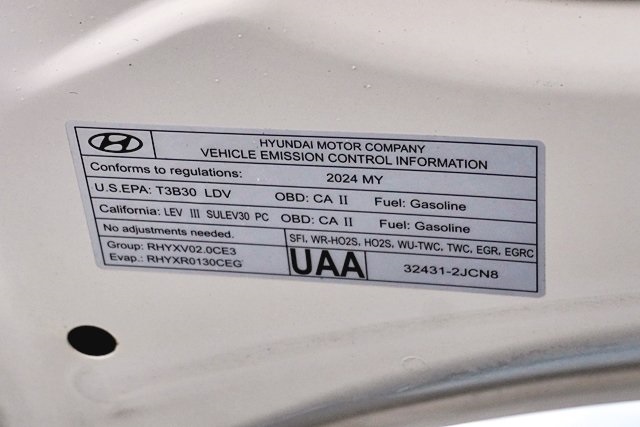 HYUNDAI MOTOR COMPANY
VEHICLE EMISSION CONTROL INFORMATION
Conforms to regulations: 2024 MY
U.S.EPA: T3B30 LDV OBD: CA II Fuel: Gasoline
California: LEV III SULEV30 PC OBD: CA II Fuel: Gasoline
No adjustments needed. SFI, WR-HO2S, HO2S, WU-TWC, TWC, EGR, EGRC
Group: RHYXV02.0CE3
Evap.: RHYXR0130CEG UAA 32431-2JCN8